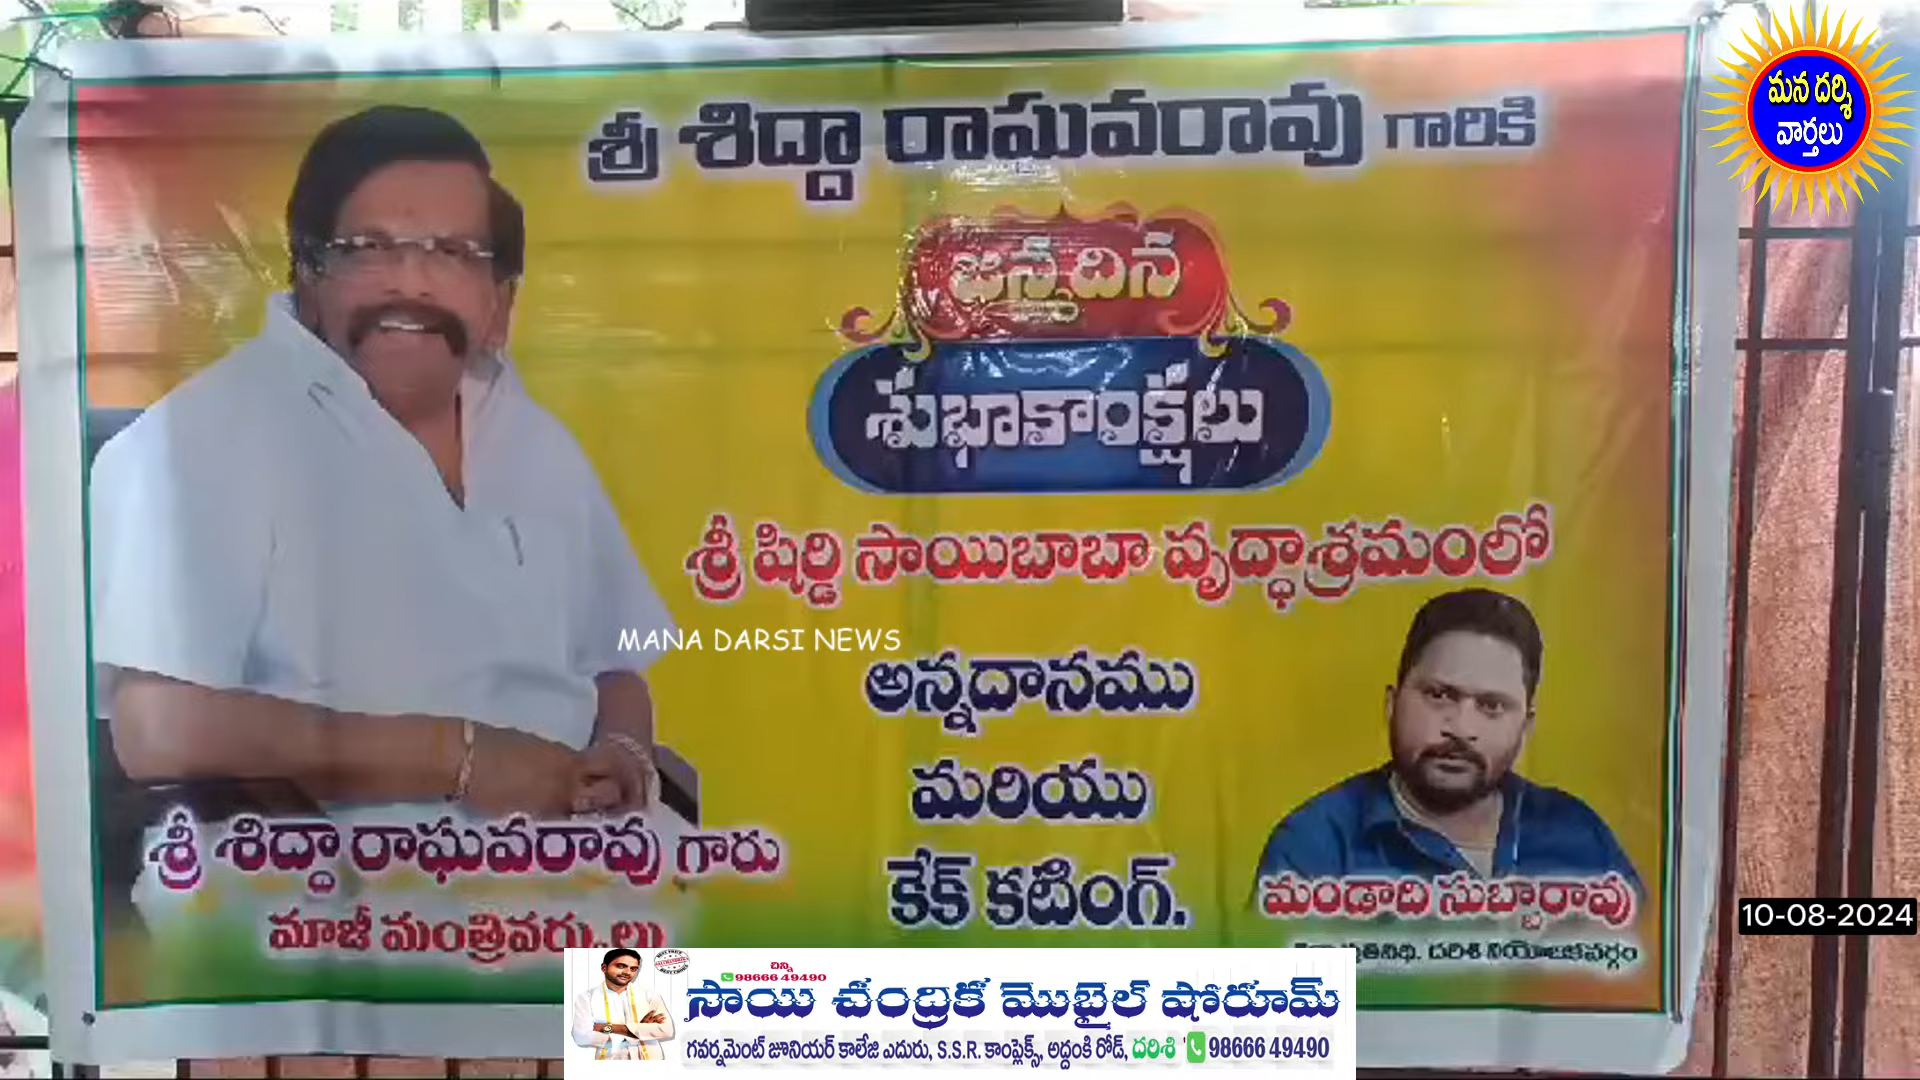 మన దర్శి
వార్తలు
శ్రీ శిద్దా రాఘవరావు గారికి
జన్మదిన
శుభాకాంక్షలు
శ్రీ షిర్డి సాయిబాబా వృద్ధాశ్రమంలో
MANA DARSI NEWS
అన్నదానము
మరియు
కేక్ కటింగ్.
శ్రీ శిద్దా రాఘవరావు గారు
మాజీ మంత్రివర్యులు
మండాది సుబ్బారావు
దరిశి నియోజకవర్గం
10-08-2024
చిన్ని
98666 49490
సాయి చంద్రిక మొబైల్ షోరూమ్
గవర్నమెంట్ జూనియర్ కాలేజి ఎదురు, S.S.R. కాంప్లెక్స్, అద్దంకి రోడ్, దరిశి 98666 49490